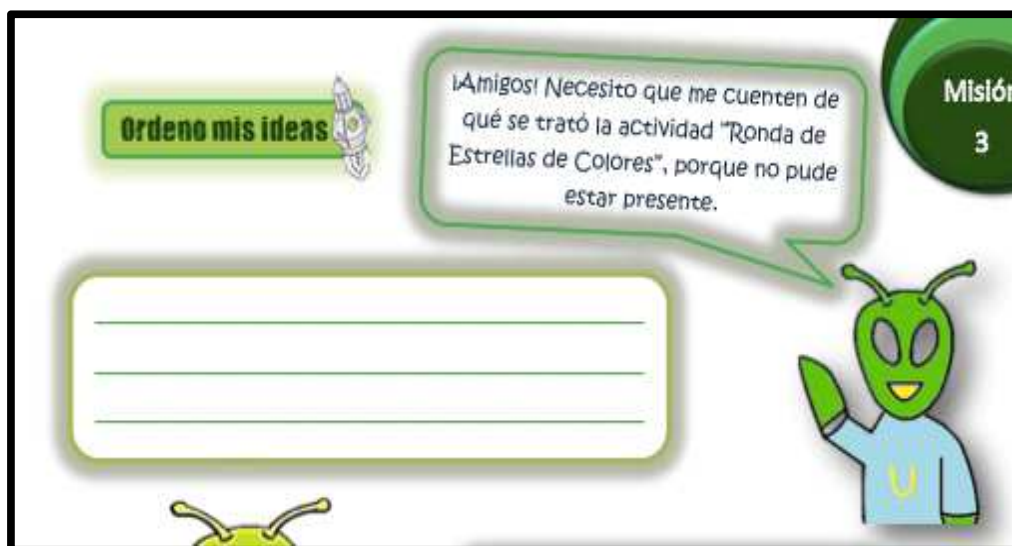 Ordeno mis ideas
¡Amigos! Necesito que me cuenten de
qué se trató la actividad "Ronda de
Estrellas de Colores", porque no pude
estar presente.
Misión
3
U